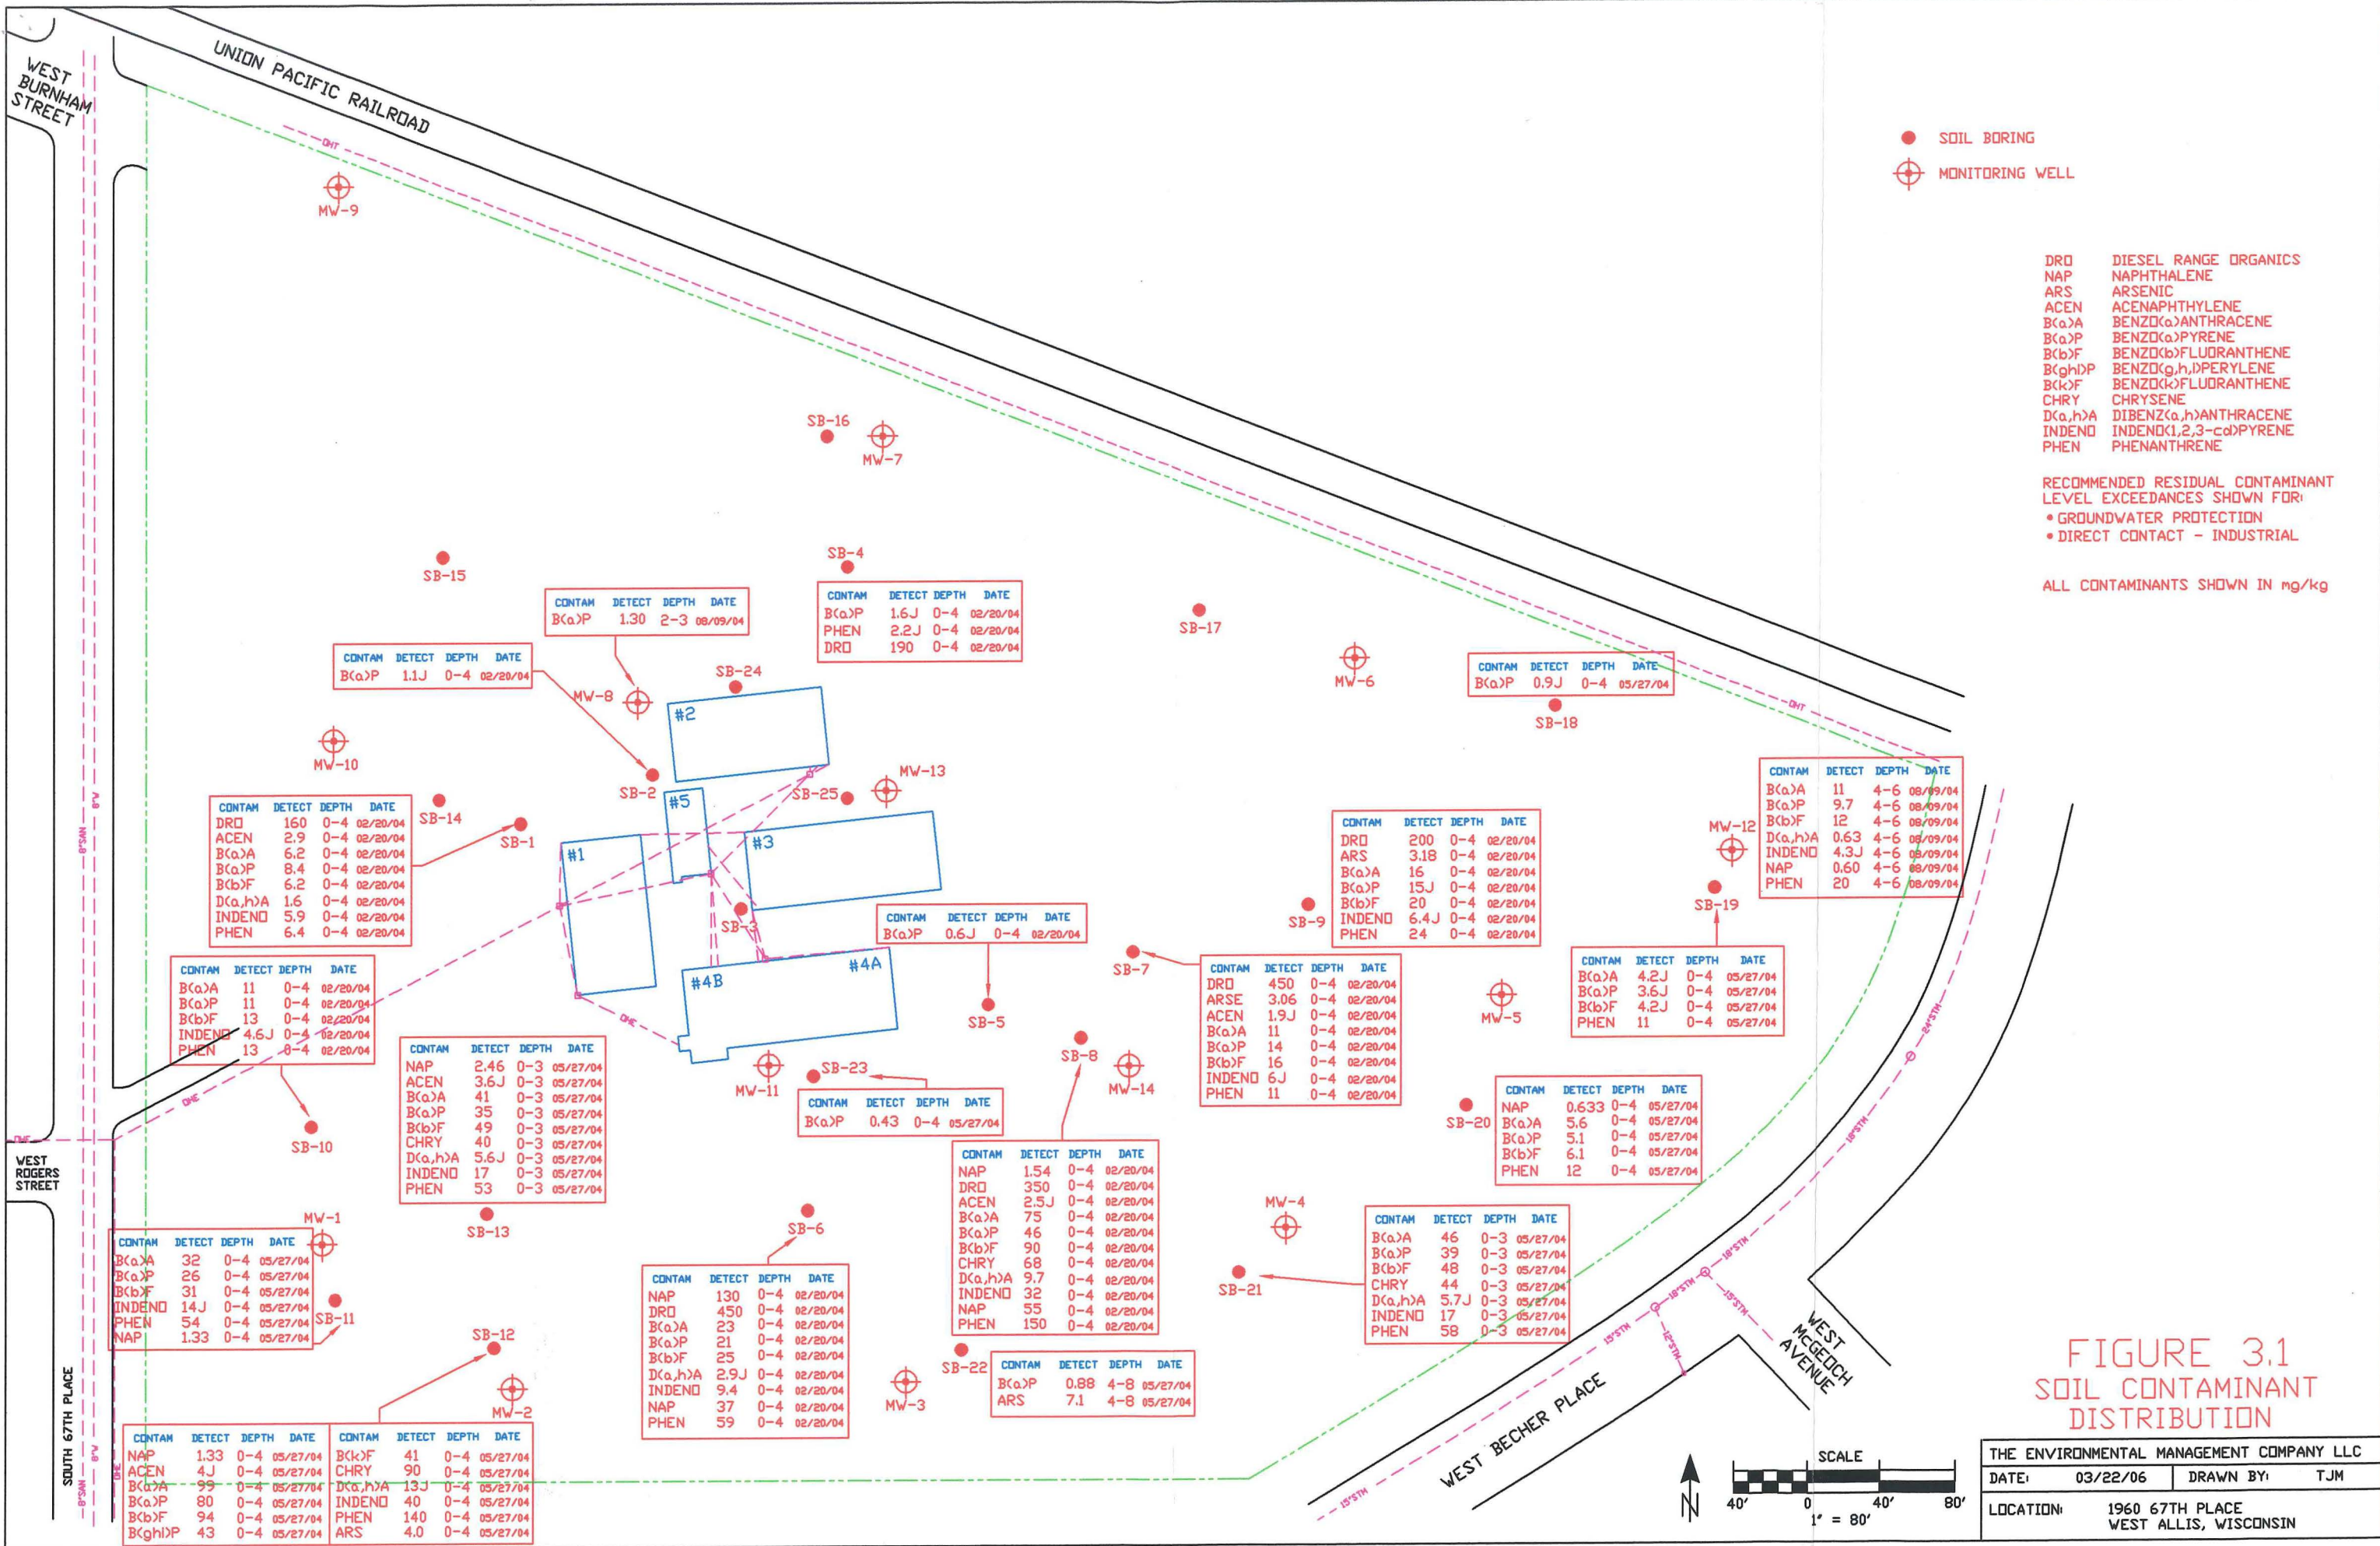 WEST
BURNHAM
STREET
UNION PACIFIC RAILROAD
OHT
MW-9
SOIL BORING
MONITORING WELL
DRO DIESEL RANGE ORGANICS
NAP NAPHTHALENE
ARS ARSENIC
ACEN ACENAPHTHYLENE
B(a)A BENZO(a)ANTHRACENE
B(a)P BENZO(a)PYRENE
B(b)F BENZO(b)FLUORANTHENE
B(ghi)P BENZO(g,h,i)PERYLENE
B(k)F BENZO(k)FLUORANTHENE
CHRY CHRYSENE
D(a,h)A DIBENZ(a,h)ANTHRACENE
INDENO INDENO(1,2,3-cd)PYRENE
PHEN PHENANTHRENE
RECOMMENDED RESIDUAL CONTAMINANT
LEVEL EXCEEDANCES SHOWN FOR:
• GROUNDWATER PROTECTION
• DIRECT CONTACT - INDUSTRIAL
ALL CONTAMINANTS SHOWN IN mg/kg
SB-16
MW-7
SB-15
SB-4
CONTAM DETECT DEPTH DATE
B(a)P 1.6J 0-4 02/20/04
PHEN 2.2J 0-4 02/20/04
DRO 190 0-4 02/20/04
CONTAM DETECT DEPTH DATE
B(a)P 1.30 2-3 08/09/04
CONTAM DETECT DEPTH DATE
B(a)P 1.1J 0-4 02/20/04
MW-8
SB-24
#2
SB-17
MW-6
CONTAM DETECT DEPTH DATE
B(a)P 0.9J 0-4 05/27/04
SB-18
OHT
MW-10
SB-2
#5
SB-25
MW-13
CONTAM DETECT DEPTH DATE
DRO 160 0-4 02/20/04
ACEN 2.9 0-4 02/20/04
B(a)A 6.2 0-4 02/20/04
B(a)P 8.4 0-4 02/20/04
B(b)F 6.2 0-4 02/20/04
D(a,h)A 1.6 0-4 02/20/04
INDENO 5.9 0-4 02/20/04
PHEN 6.4 0-4 02/20/04
SB-14
SB-1
#1
#3
SB-3
CONTAM DETECT DEPTH DATE
B(a)P 0.6J 0-4 02/20/04
#4A
#4B
SB-5
CONTAM DETECT DEPTH DATE
DRO 200 0-4 02/20/04
ARS 3.18 0-4 02/20/04
B(a)A 16 0-4 02/20/04
B(a)P 15J 0-4 02/20/04
B(b)F 20 0-4 02/20/04
INDENO 6.4J 0-4 02/20/04
PHEN 24 0-4 02/20/04
SB-9
CONTAM DETECT DEPTH DATE
B(a)A 11 4-6 08/09/04
B(a)P 9.7 4-6 08/09/04
B(b)F 12 4-6 08/09/04
D(a,h)A 0.63 4-6 08/09/04
INDENO 4.3J 4-6 08/09/04
NAP 0.60 4-6 08/09/04
PHEN 20 4-6 08/09/04
MW-12
SB-19
CONTAM DETECT DEPTH DATE
B(a)A 4.2J 0-4 05/27/04
B(a)P 3.6J 0-4 05/27/04
B(b)F 4.2J 0-4 05/27/04
PHEN 11 0-4 05/27/04
SB-7
CONTAM DETECT DEPTH DATE
DRO 450 0-4 02/20/04
ARSE 3.06 0-4 02/20/04
ACEN 1.9J 0-4 02/20/04
B(a)A 11 0-4 02/20/04
B(a)P 14 0-4 02/20/04
B(b)F 16 0-4 02/20/04
INDENO 6J 0-4 02/20/04
PHEN 11 0-4 02/20/04
MW-5
CONTAM DETECT DEPTH DATE
B(a)A 11 0-4 02/20/04
B(a)P 11 0-4 02/20/04
B(b)F 13 0-4 02/20/04
INDENO 4.6J 0-4 02/20/04
PHEN 13 0-4 02/20/04
SB-10
8"SAN
8"W
OHE
OHE
OHE
WEST
ROGERS
STREET
CONTAM DETECT DEPTH DATE
NAP 2.46 0-3 05/27/04
ACEN 3.6J 0-3 05/27/04
B(a)A 41 0-3 05/27/04
B(a)P 35 0-3 05/27/04
B(b)F 49 0-3 05/27/04
CHRY 40 0-3 05/27/04
D(a,h)A 5.6J 0-3 05/27/04
INDENO 17 0-3 05/27/04
PHEN 53 0-3 05/27/04
SB-13
MW-11
SB-23
CONTAM DETECT DEPTH DATE
B(a)P 0.43 0-4 05/27/04
SB-8
MW-14
CONTAM DETECT DEPTH DATE
NAP 1.54 0-4 02/20/04
DRO 350 0-4 02/20/04
ACEN 2.5J 0-4 02/20/04
B(a)A 75 0-4 02/20/04
B(a)P 46 0-4 02/20/04
B(b)F 90 0-4 02/20/04
CHRY 68 0-4 02/20/04
D(a,h)A 9.7 0-4 02/20/04
INDENO 32 0-4 02/20/04
NAP 55 0-4 02/20/04
PHEN 150 0-4 02/20/04
SB-20
CONTAM DETECT DEPTH DATE
NAP 0.633 0-4 05/27/04
B(a)A 5.6 0-4 05/27/04
B(a)P 5.1 0-4 05/27/04
B(b)F 6.1 0-4 05/27/04
PHEN 12 0-4 05/27/04
24"STM
18"STM
18"STM
18"STM
15"STM
15"STM
12"STM
15"STM
MW-1
CONTAM DETECT DEPTH DATE
B(a)A 32 0-4 05/27/04
B(a)P 26 0-4 05/27/04
B(b)F 31 0-4 05/27/04
INDENO 14J 0-4 05/27/04
PHEN 54 0-4 05/27/04
NAP 1.33 0-4 05/27/04
SB-11
SB-6
CONTAM DETECT DEPTH DATE
NAP 130 0-4 02/20/04
DRO 450 0-4 02/20/04
B(a)A 23 0-4 02/20/04
B(a)P 21 0-4 02/20/04
B(b)F 25 0-4 02/20/04
D(a,h)A 2.9J 0-4 02/20/04
INDENO 9.4 0-4 02/20/04
NAP 37 0-4 02/20/04
PHEN 59 0-4 02/20/04
MW-4
SB-21
CONTAM DETECT DEPTH DATE
B(a)A 46 0-3 05/27/04
B(a)P 39 0-3 05/27/04
B(b)F 48 0-3 05/27/04
CHRY 44 0-3 05/27/04
D(a,h)A 5.7J 0-3 05/27/04
INDENO 17 0-3 05/27/04
PHEN 58 0-3 05/27/04
SB-12
MW-2
MW-3
SB-22
CONTAM DETECT DEPTH DATE
B(a)P 0.88 4-8 05/27/04
ARS 7.1 4-8 05/27/04
SOUTH 67TH PLACE
8"SAN
8"W
OHE
CONTAM DETECT DEPTH DATE CONTAM DETECT DEPTH DATE
NAP 1.33 0-4 05/27/04 B(k)F 41 0-4 05/27/04
ACEN 4J 0-4 05/27/04 CHRY 90 0-4 05/27/04
B(a)A 99 0-4 05/27/04 D(a,h)A 13J 0-4 05/27/04
B(a)P 80 0-4 05/27/04 INDENO 40 0-4 05/27/04
B(b)F 94 0-4 05/27/04 PHEN 140 0-4 05/27/04
B(ghi)P 43 0-4 05/27/04 ARS 4.0 0-4 05/27/04
WEST BECHER PLACE
WEST
MCGEOCH
AVENUE
N
SCALE
40' 0 40' 80'
1" = 80'
FIGURE 3.1
SOIL CONTAMINANT
DISTRIBUTION
THE ENVIRONMENTAL MANAGEMENT COMPANY LLC
DATE: 03/22/06 DRAWN BY: TJM
LOCATION: 1960 67TH PLACE
WEST ALLIS, WISCONSIN